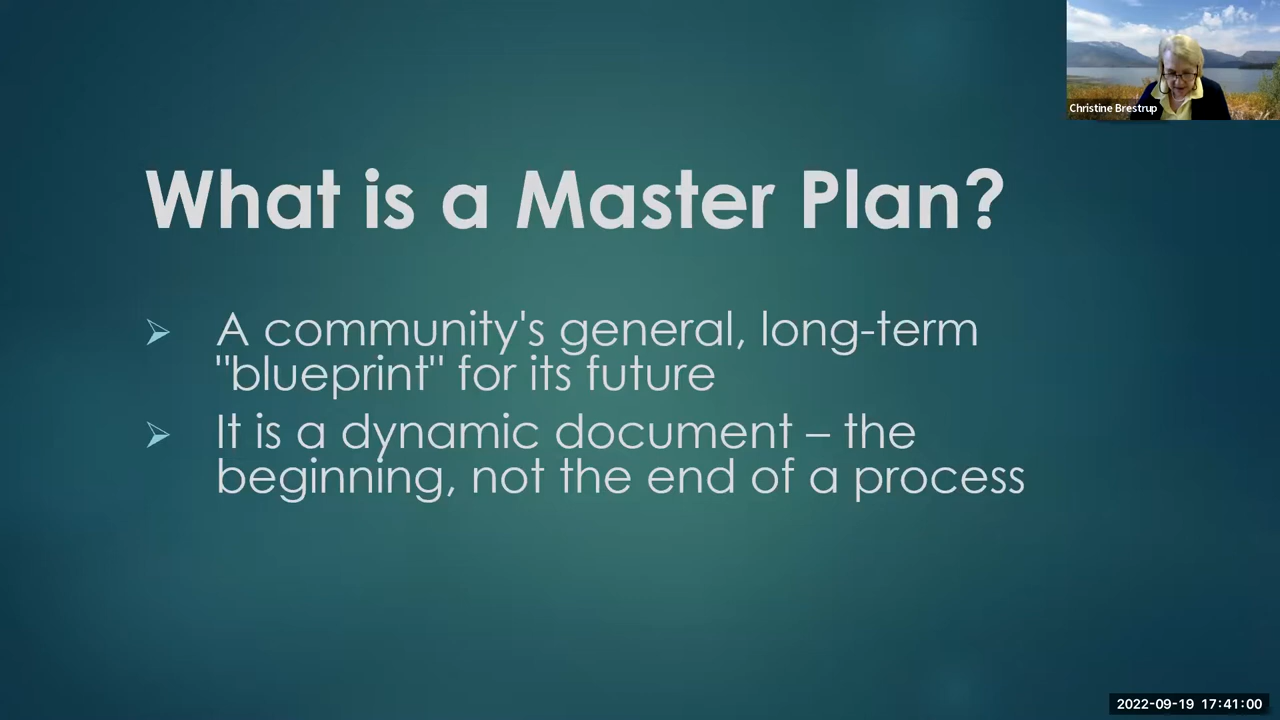 Christine Brestrup
What is a Master Plan?
A community's general, long-term
"blueprint" for its future
It is a dynamic document – the
beginning, not the end of a process
2022-09-19 17:41:00